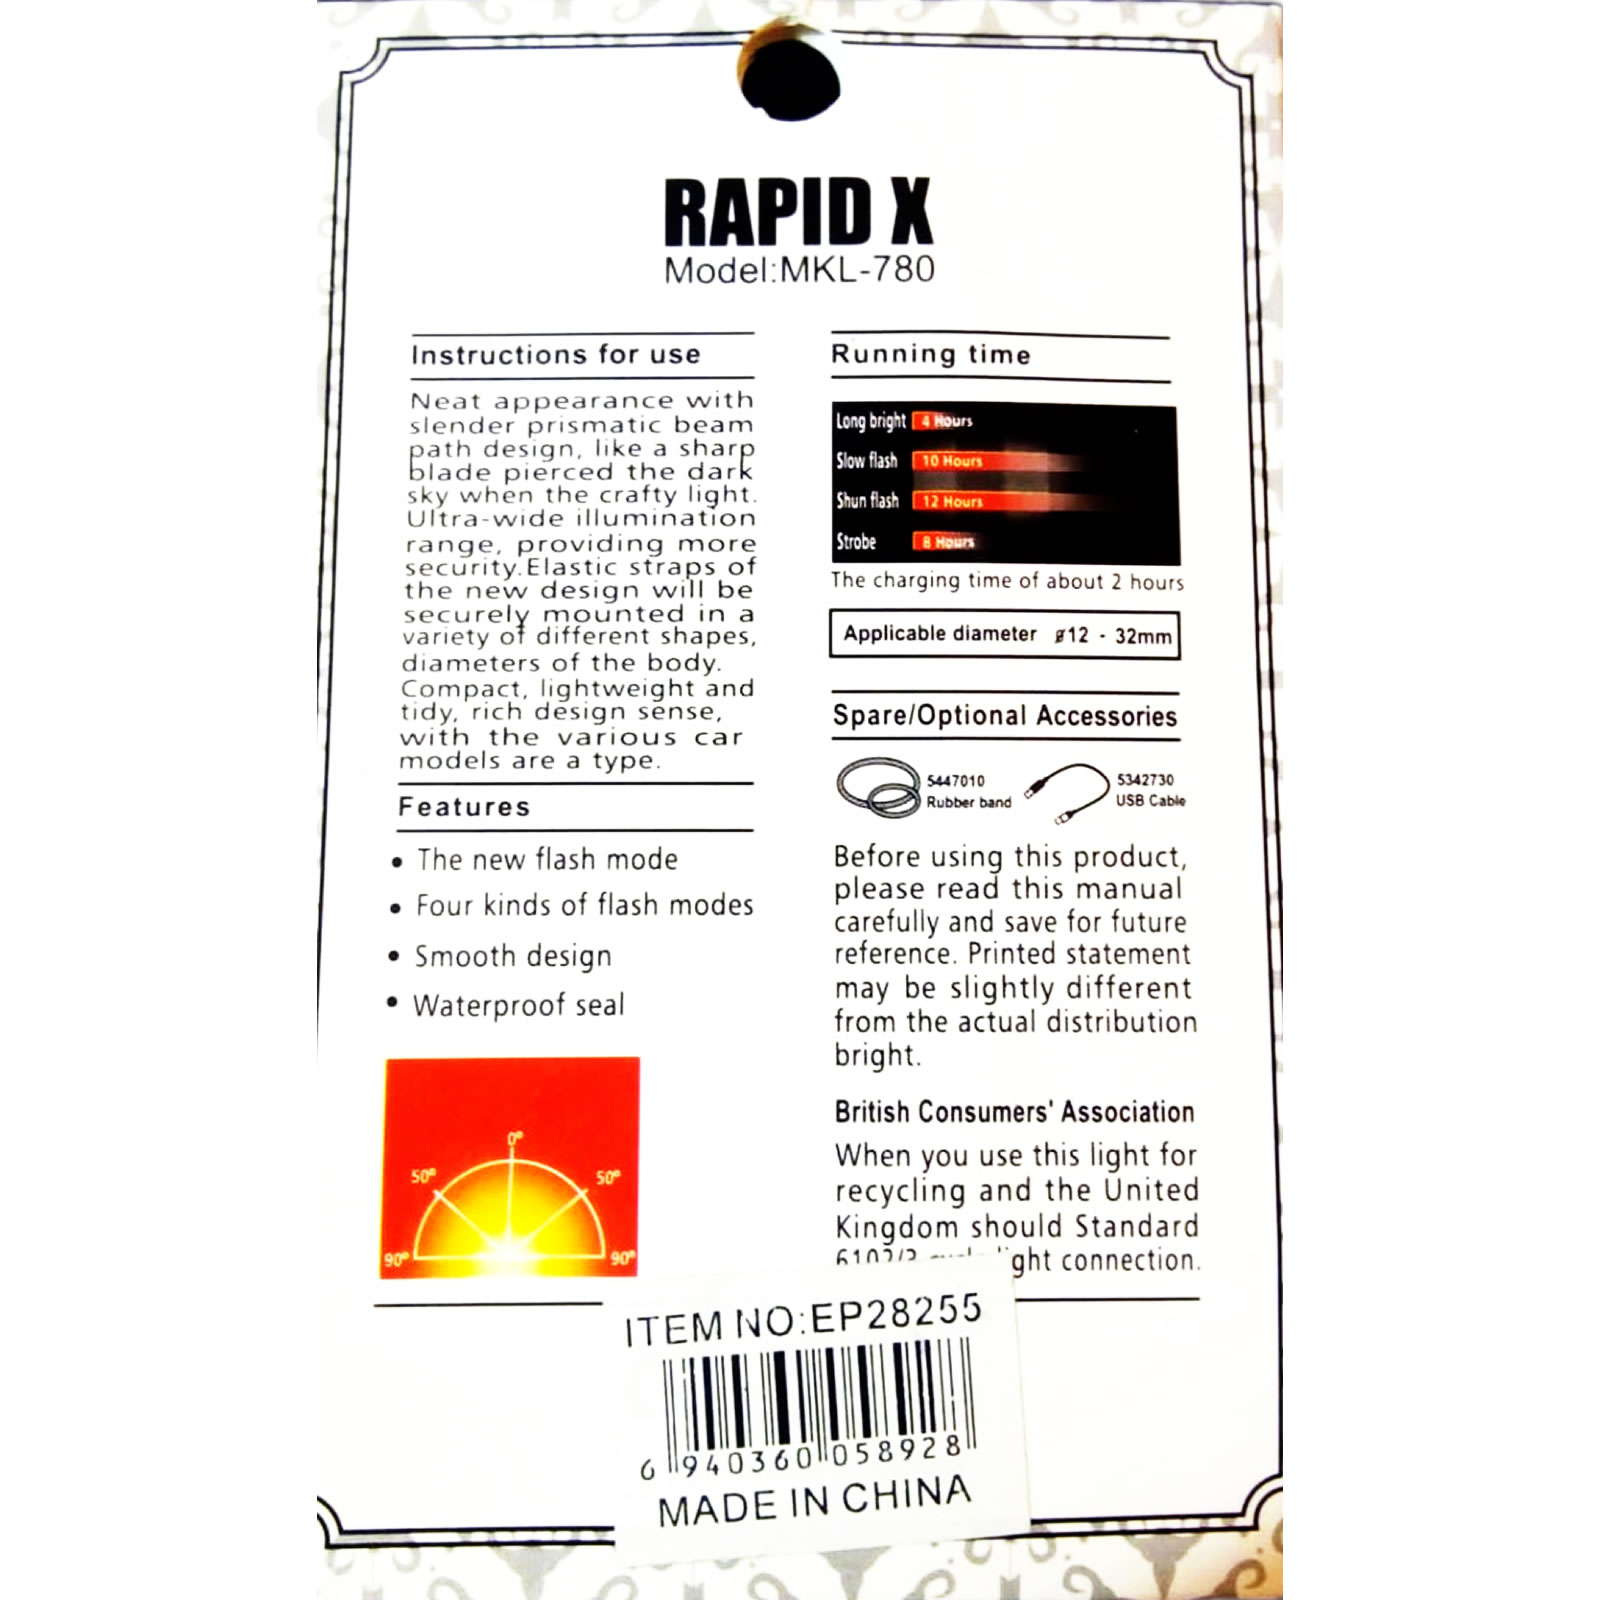 RAPID X
Model:MKL-780
Instructions for use
Neat appearance with
slender prismatic beam
path design, like a sharp
blade pierced the dark
sky when the crafty light.
Ultra-wide illumination
range, providing more
security.Elastic straps of
the new design will be
securely mounted in a
variety of different shapes,
diameters of the body.
Compact, lightweight and
tidy, rich design sense,
with the various car
models are a type.
Features
• The new flash mode
• Four kinds of flash modes
• Smooth design
• Waterproof seal
0°
50° 50°
90° 90°
Running time
Long bright 4 Hours
Slow flash 10 Hours
Shun flash 12 Hours
Strobe 8 Hours
The charging time of about 2 hours
Applicable diameter ø12 - 32mm
Spare/Optional Accessories
5447010
Rubber band
5342730
USB Cable
Before using this product,
please read this manual
carefully and save for future
reference. Printed statement
may be slightly different
from the actual distribution
bright.
British Consumers' Association
When you use this light for
recycling and the United
Kingdom should Standard
6102/3 ght connection.
ITEM NO:EP28255
6 940360 058928
MADE IN CHINA